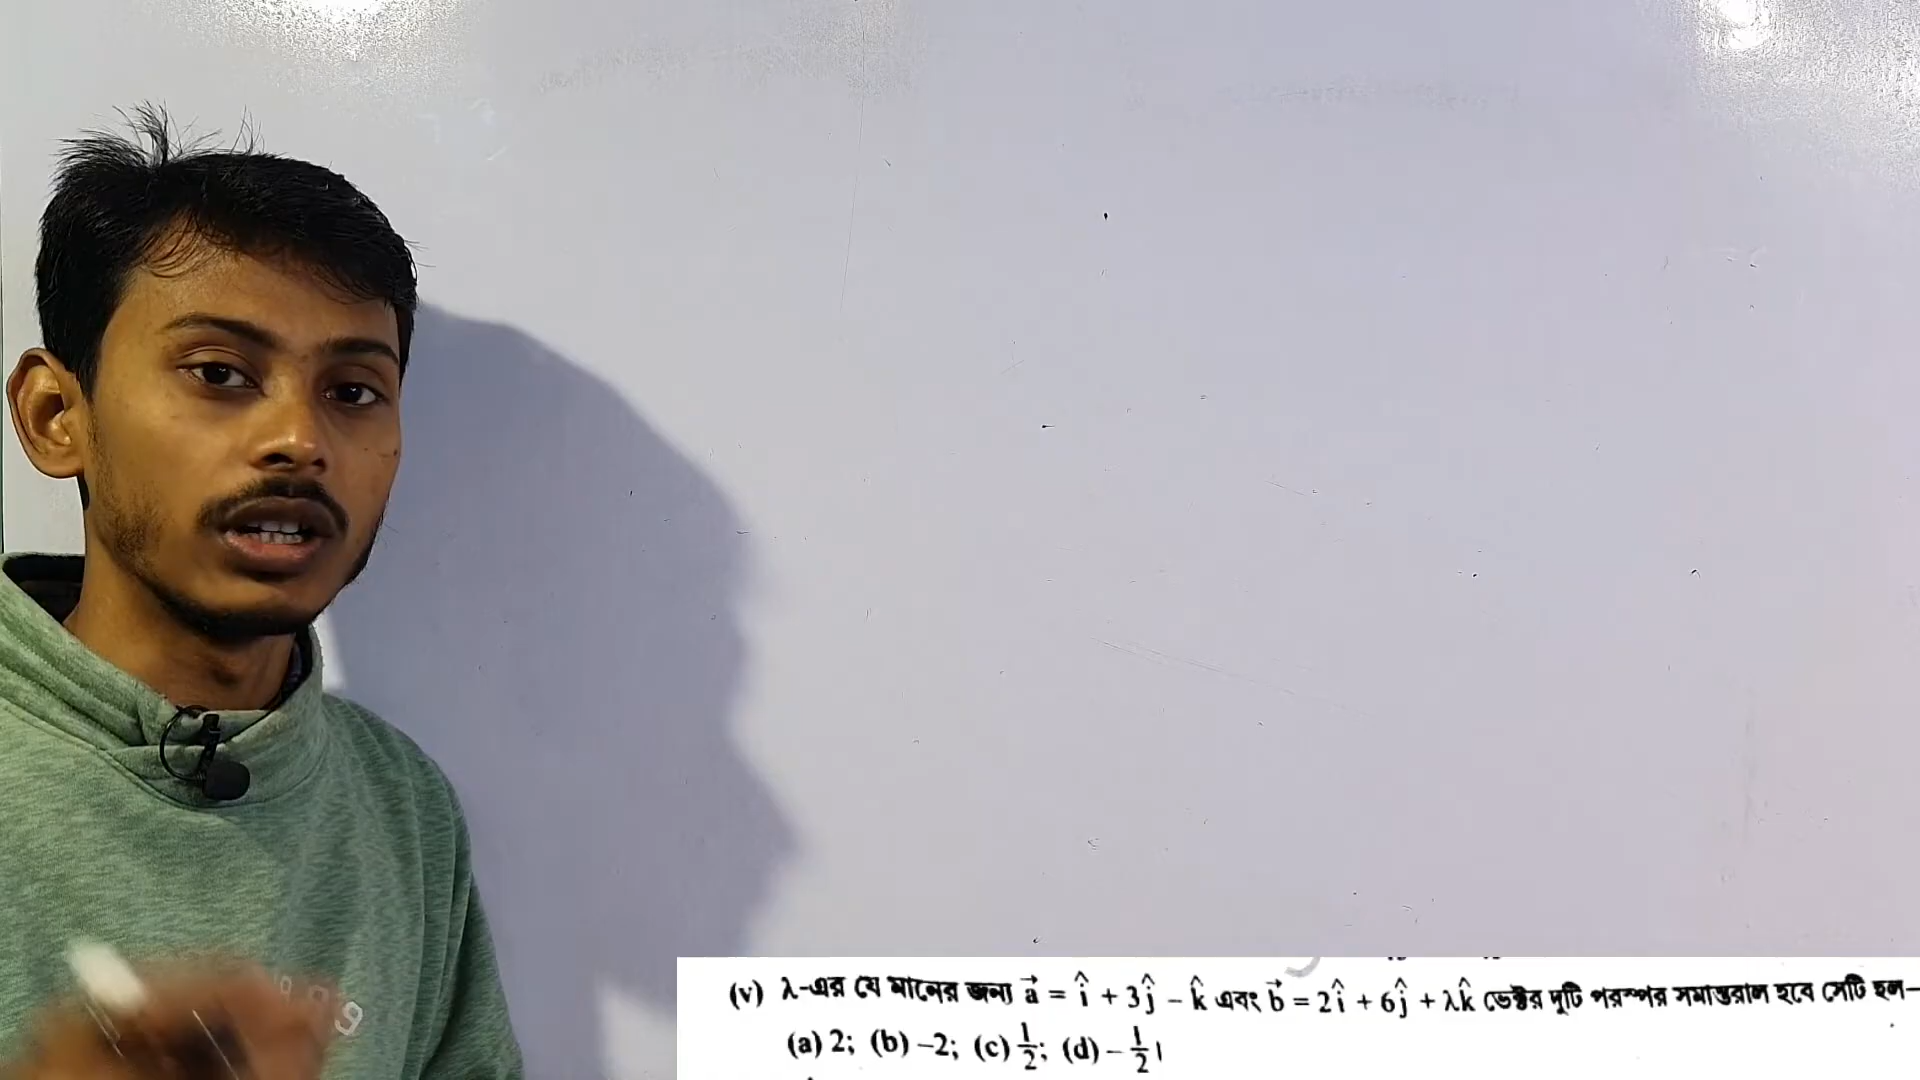 (v) λ-এর যে মানের জন্য a⃗ = î + 3ĵ − k̂ এবং b⃗ = 2î + 6ĵ + λk̂ ভেক্টর দুটি পরস্পর সমান্তরাল হবে সেটি হল—
(a) 2; (b) −2; (c) 1/2; (d) − 1/2।